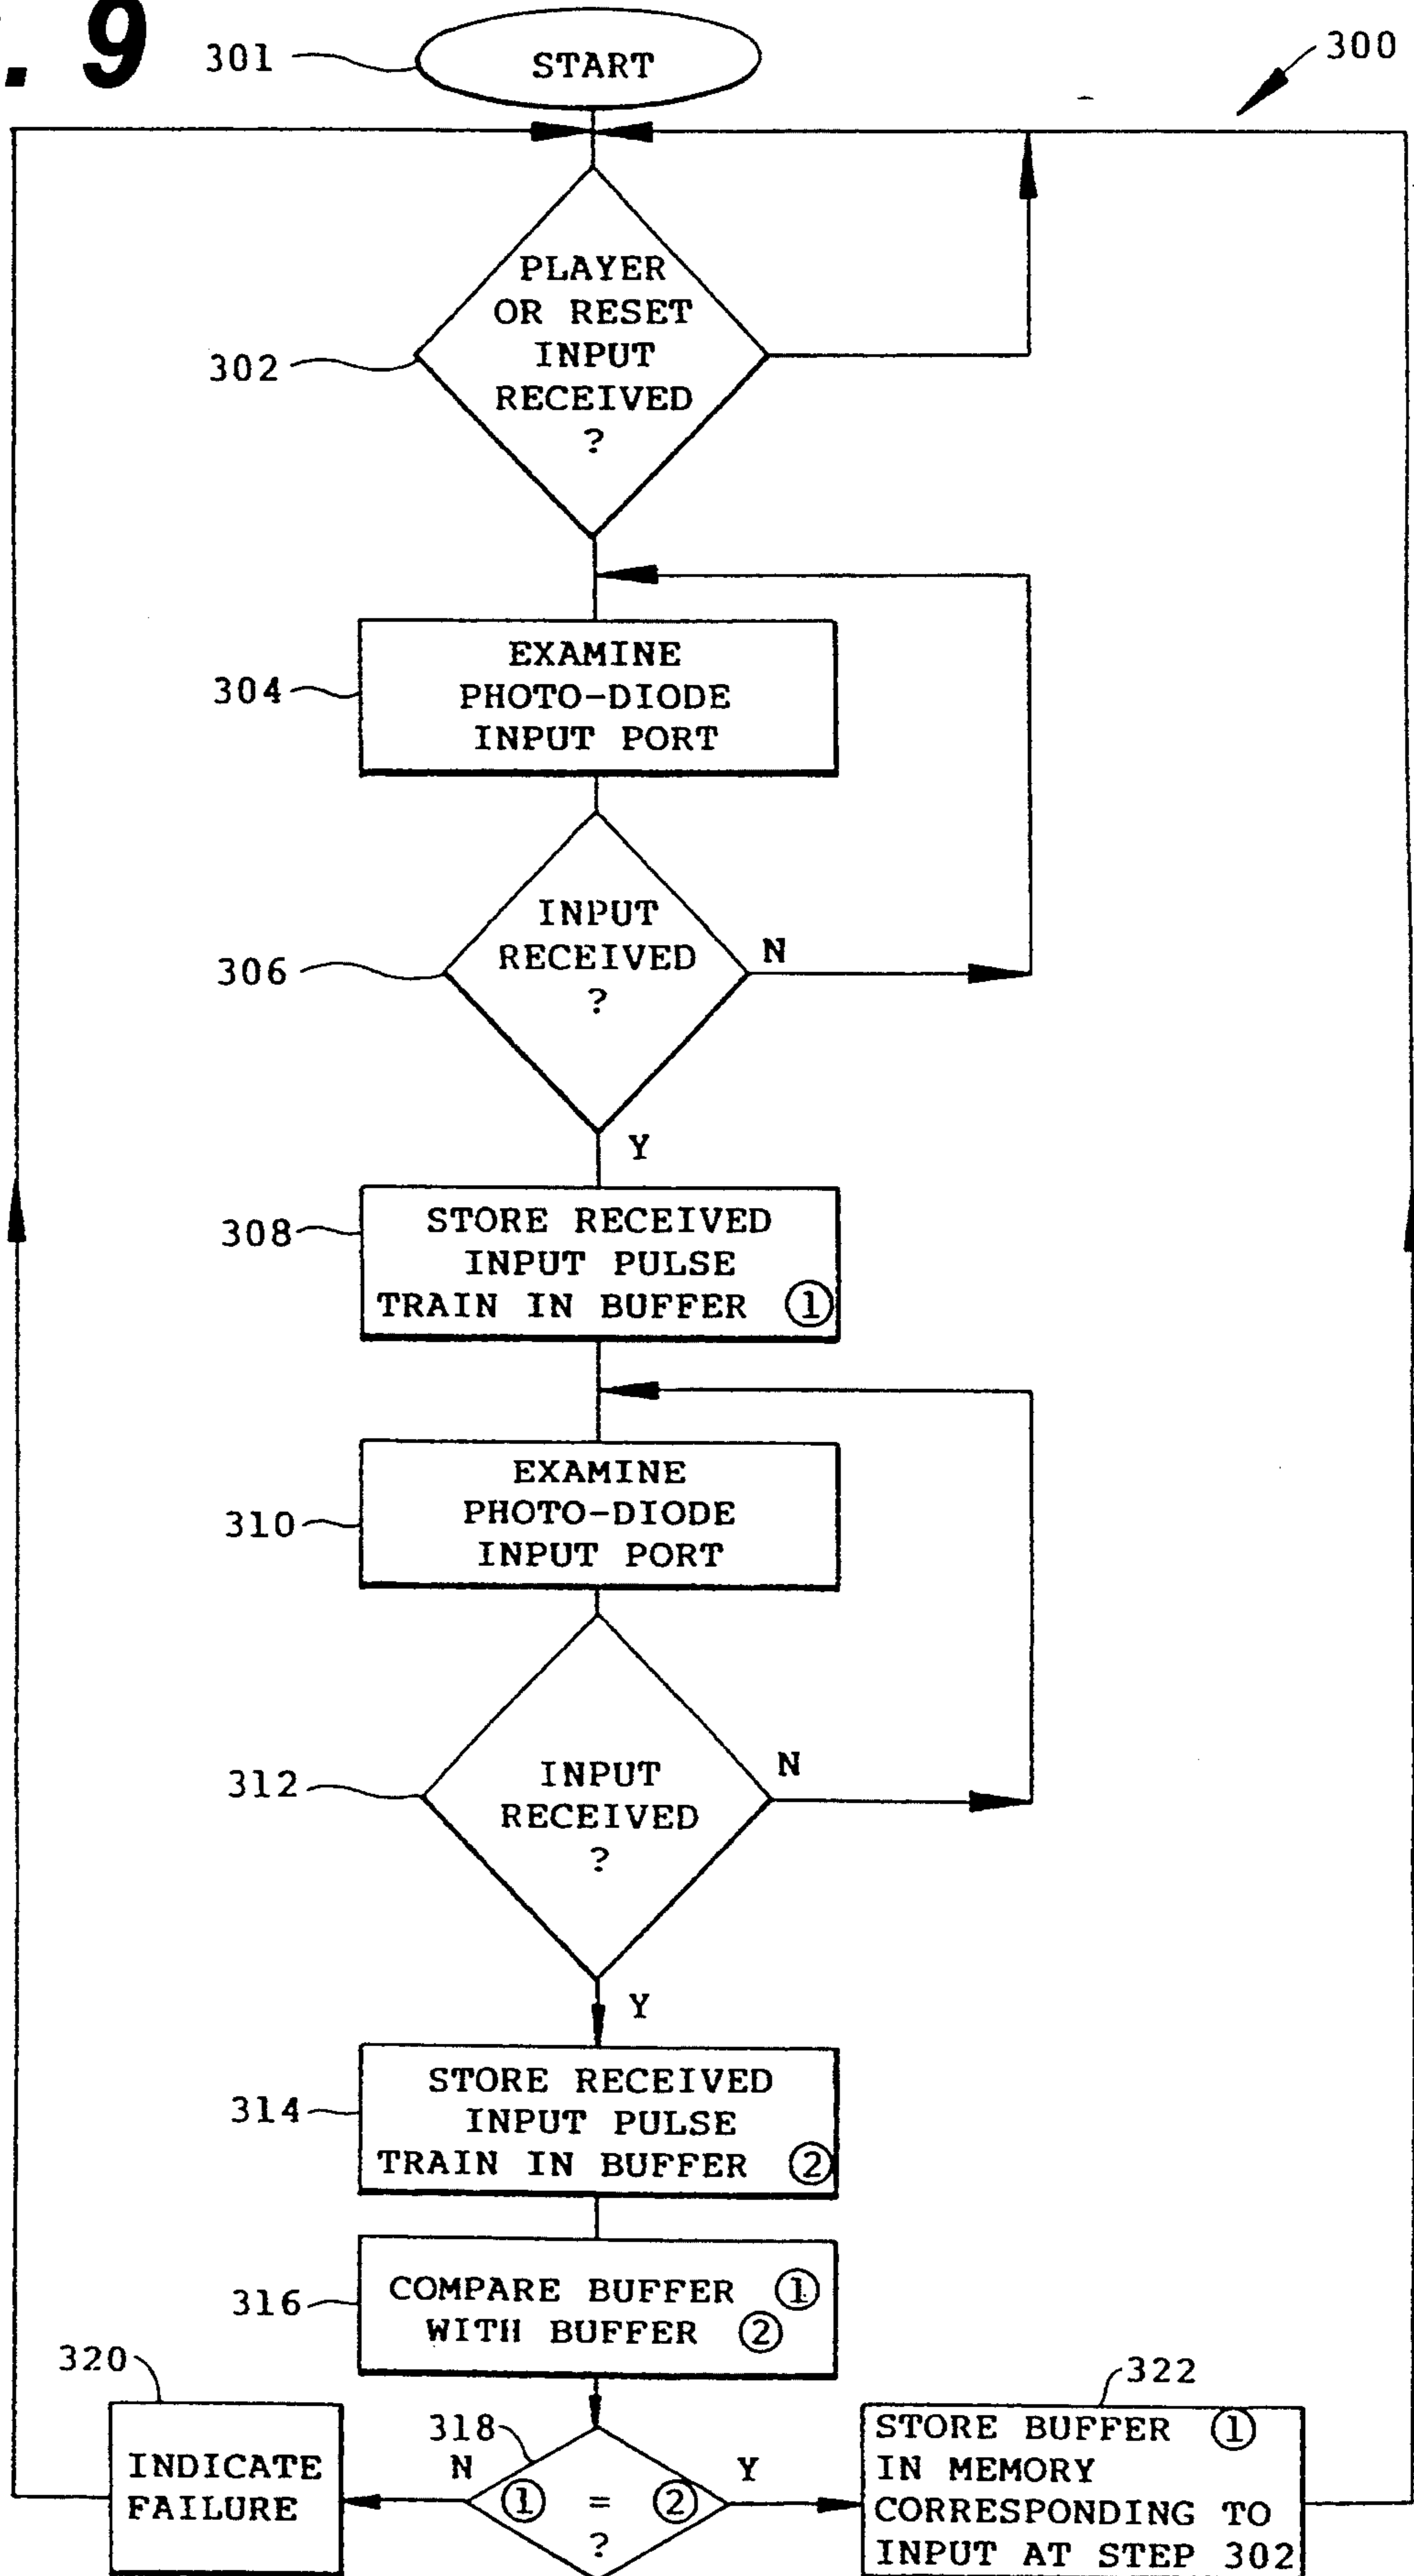 . 9
301
START
300
PLAYER
OR RESET
INPUT
RECEIVED
?
302
EXAMINE
PHOTO-DIODE
INPUT PORT
304
INPUT
RECEIVED
?
306
N
Y
STORE RECEIVED
INPUT PULSE
TRAIN IN BUFFER ①
308
EXAMINE
PHOTO-DIODE
INPUT PORT
310
INPUT
RECEIVED
?
312
N
Y
STORE RECEIVED
INPUT PULSE
TRAIN IN BUFFER ②
314
COMPARE BUFFER ①
WITH BUFFER ②
316
320
INDICATE
FAILURE
318
N
① = ②
?
Y
322
STORE BUFFER ①
IN MEMORY
CORRESPONDING TO
INPUT AT STEP 302